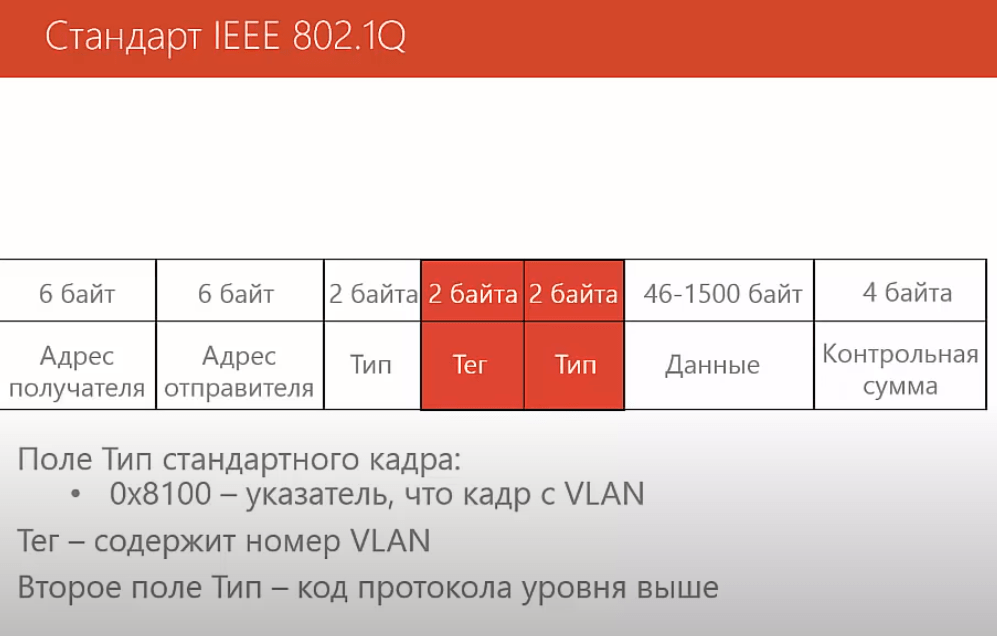 Стандарт IEEE 802.1Q
6 байт 6 байт 2 байта 2 байта 2 байта 46-1500 байт 4 байта
Адрес получателя Адрес отправителя Тип Тег Тип Данные Контрольная сумма
Поле Тип стандартного кадра:
• 0x8100 – указатель, что кадр с VLAN
Тег – содержит номер VLAN
Второе поле Тип – код протокола уровня выше